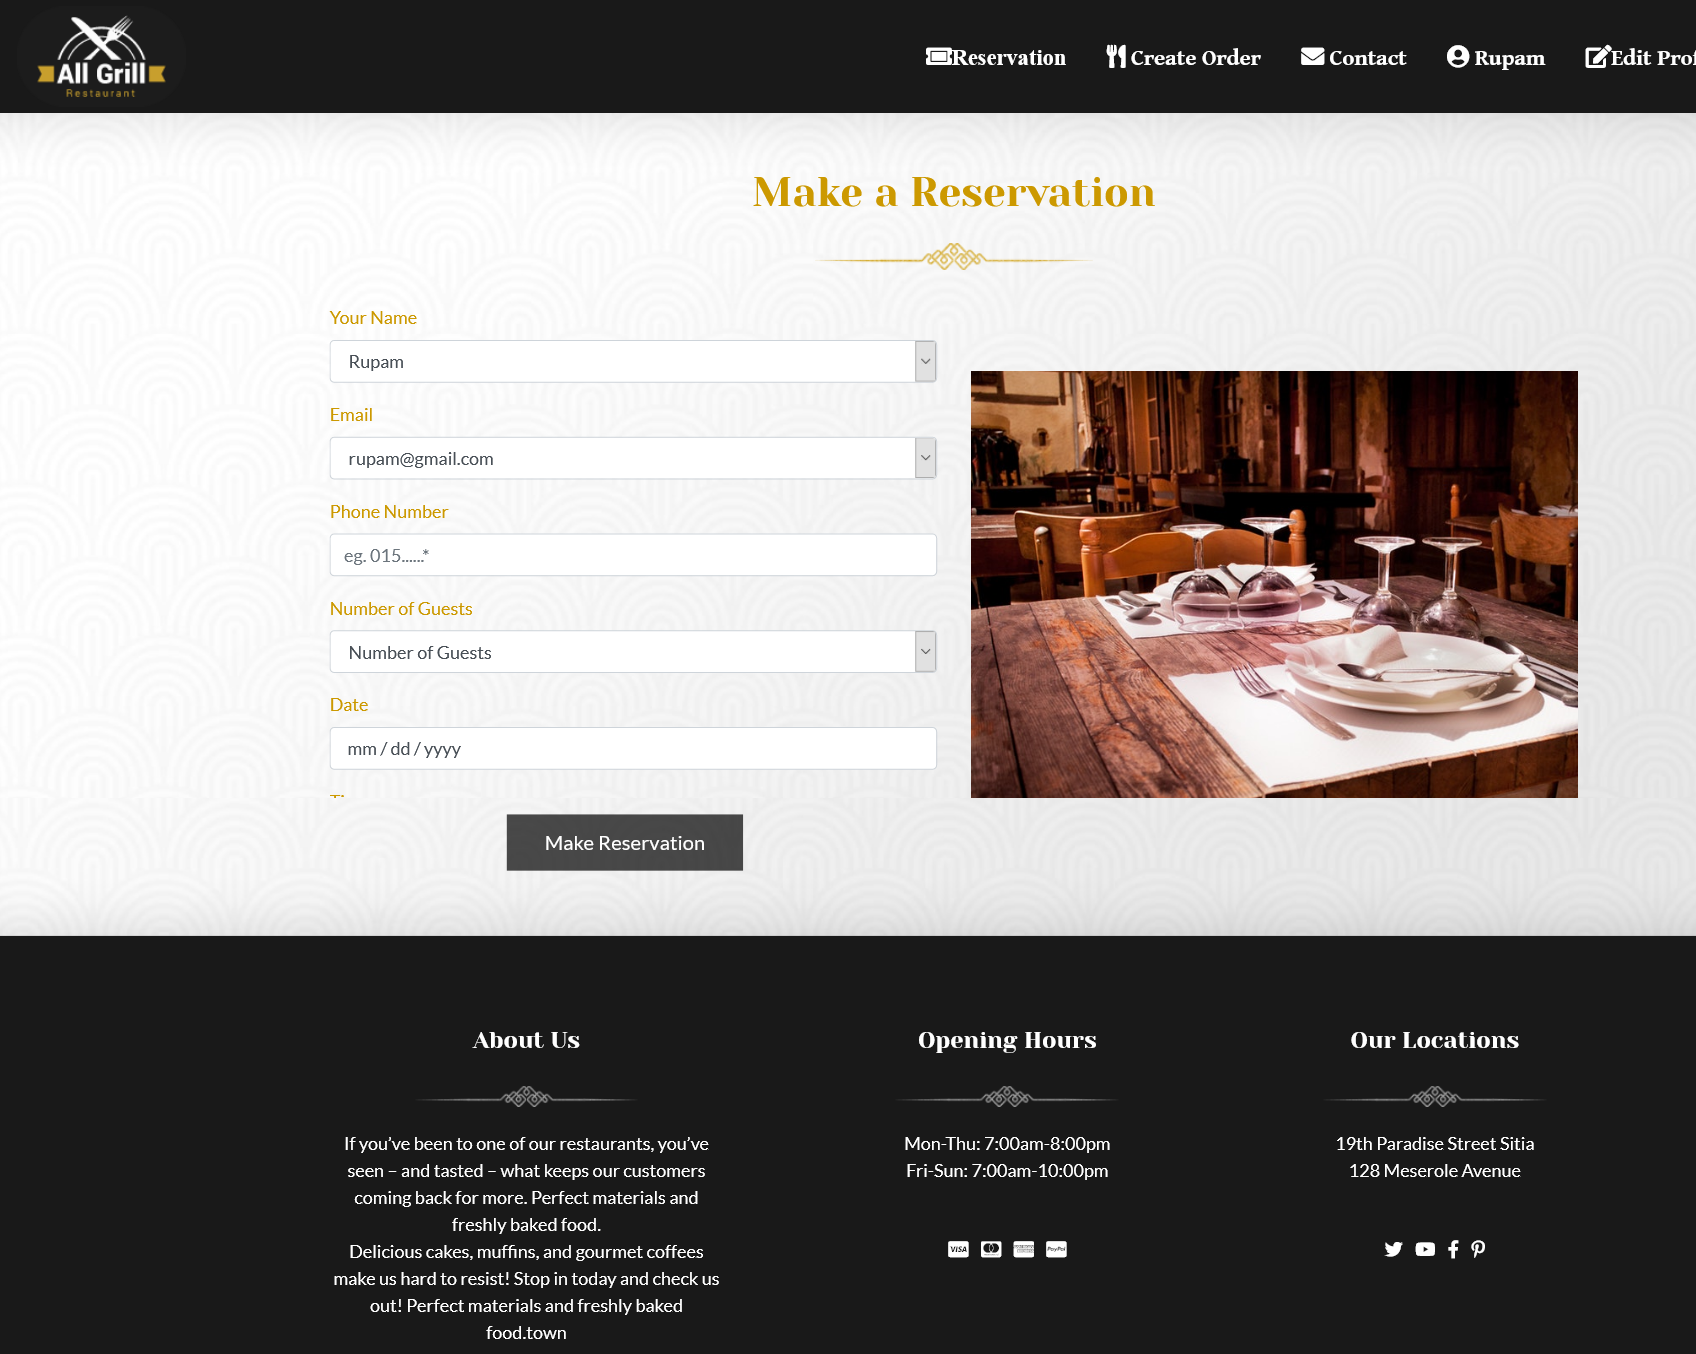 All Grill
Restaurant
Reservation
Create Order
Contact
Rupam
Edit Prof
Make a Reservation
Your Name
Rupam
Email
rupam@gmail.com
Phone Number
eg. 015......*
Number of Guests
Number of Guests
Date
mm / dd / yyyy
Make Reservation
About Us
If you’ve been to one of our restaurants, you’ve
seen – and tasted – what keeps our customers
coming back for more. Perfect materials and
freshly baked food.
Delicious cakes, muffins, and gourmet coffees
make us hard to resist! Stop in today and check us
out! Perfect materials and freshly baked
food.town
Opening Hours
Mon-Thu: 7:00am-8:00pm
Fri-Sun: 7:00am-10:00pm
VISA
PayPal
Our Locations
19th Paradise Street Sitia
128 Meserole Avenue